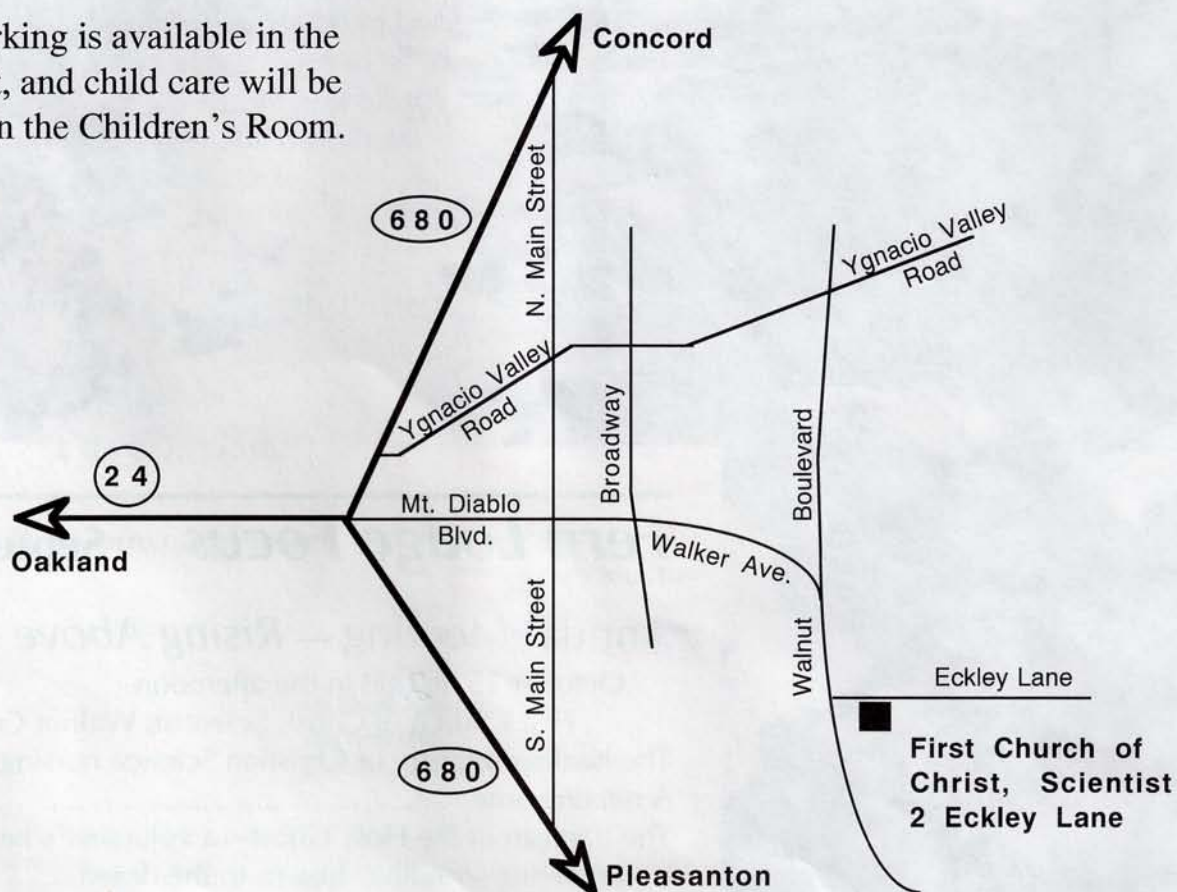 rking is available in the
, and child care will be
n the Children's Room.
Concord
680
N. Main Street
Ygnacio Valley
Road
Ygnacio Valley
Road
Broadway
Boulevard
24
Mt. Diablo
Blvd.
Oakland
Walker Ave.
S. Main Street
Walnut
Eckley Lane
680
First Church of
Christ, Scientist
2 Eckley Lane
Pleasanton